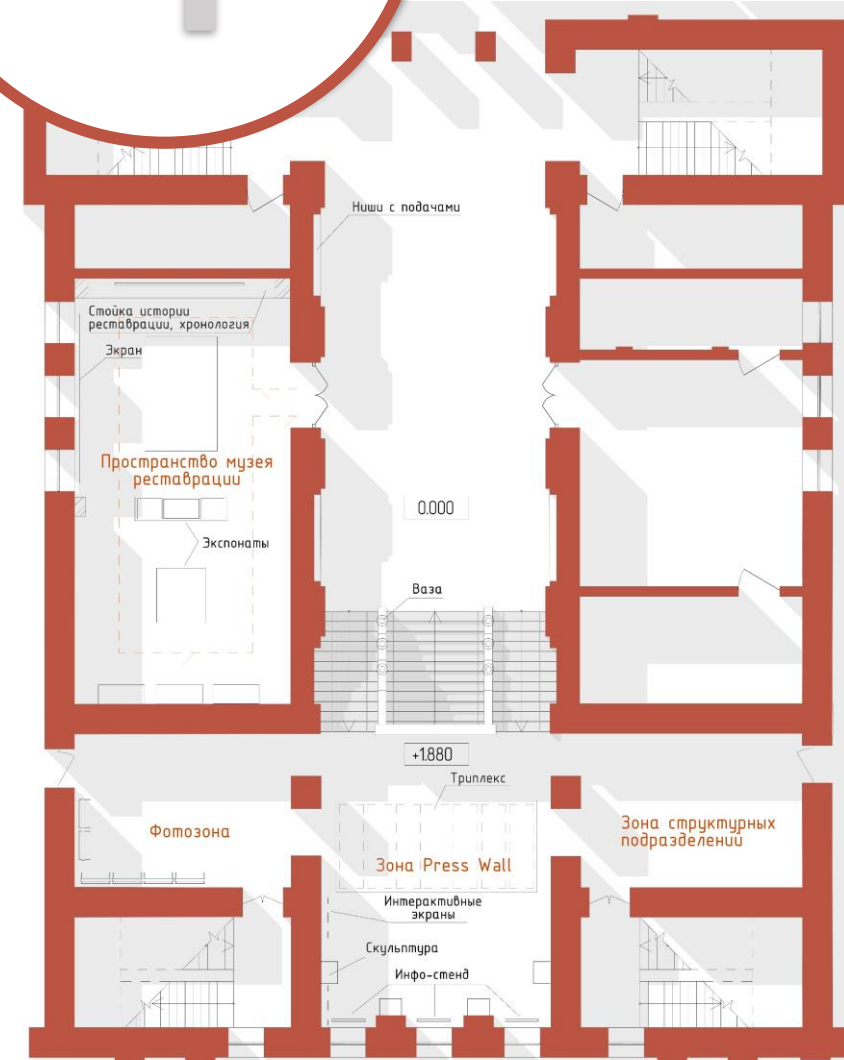 Ниши с подачами
Стойка истории
реставрации, хронология
Экран
Пространство музея
реставрации
0.000
Экспонаты
Ваза
+1.880
Триплекс
Фотозона
Зона структурных
подразделений
Зона Press Wall
Интерактивные
экраны
Скульптура
Инфо-стенд